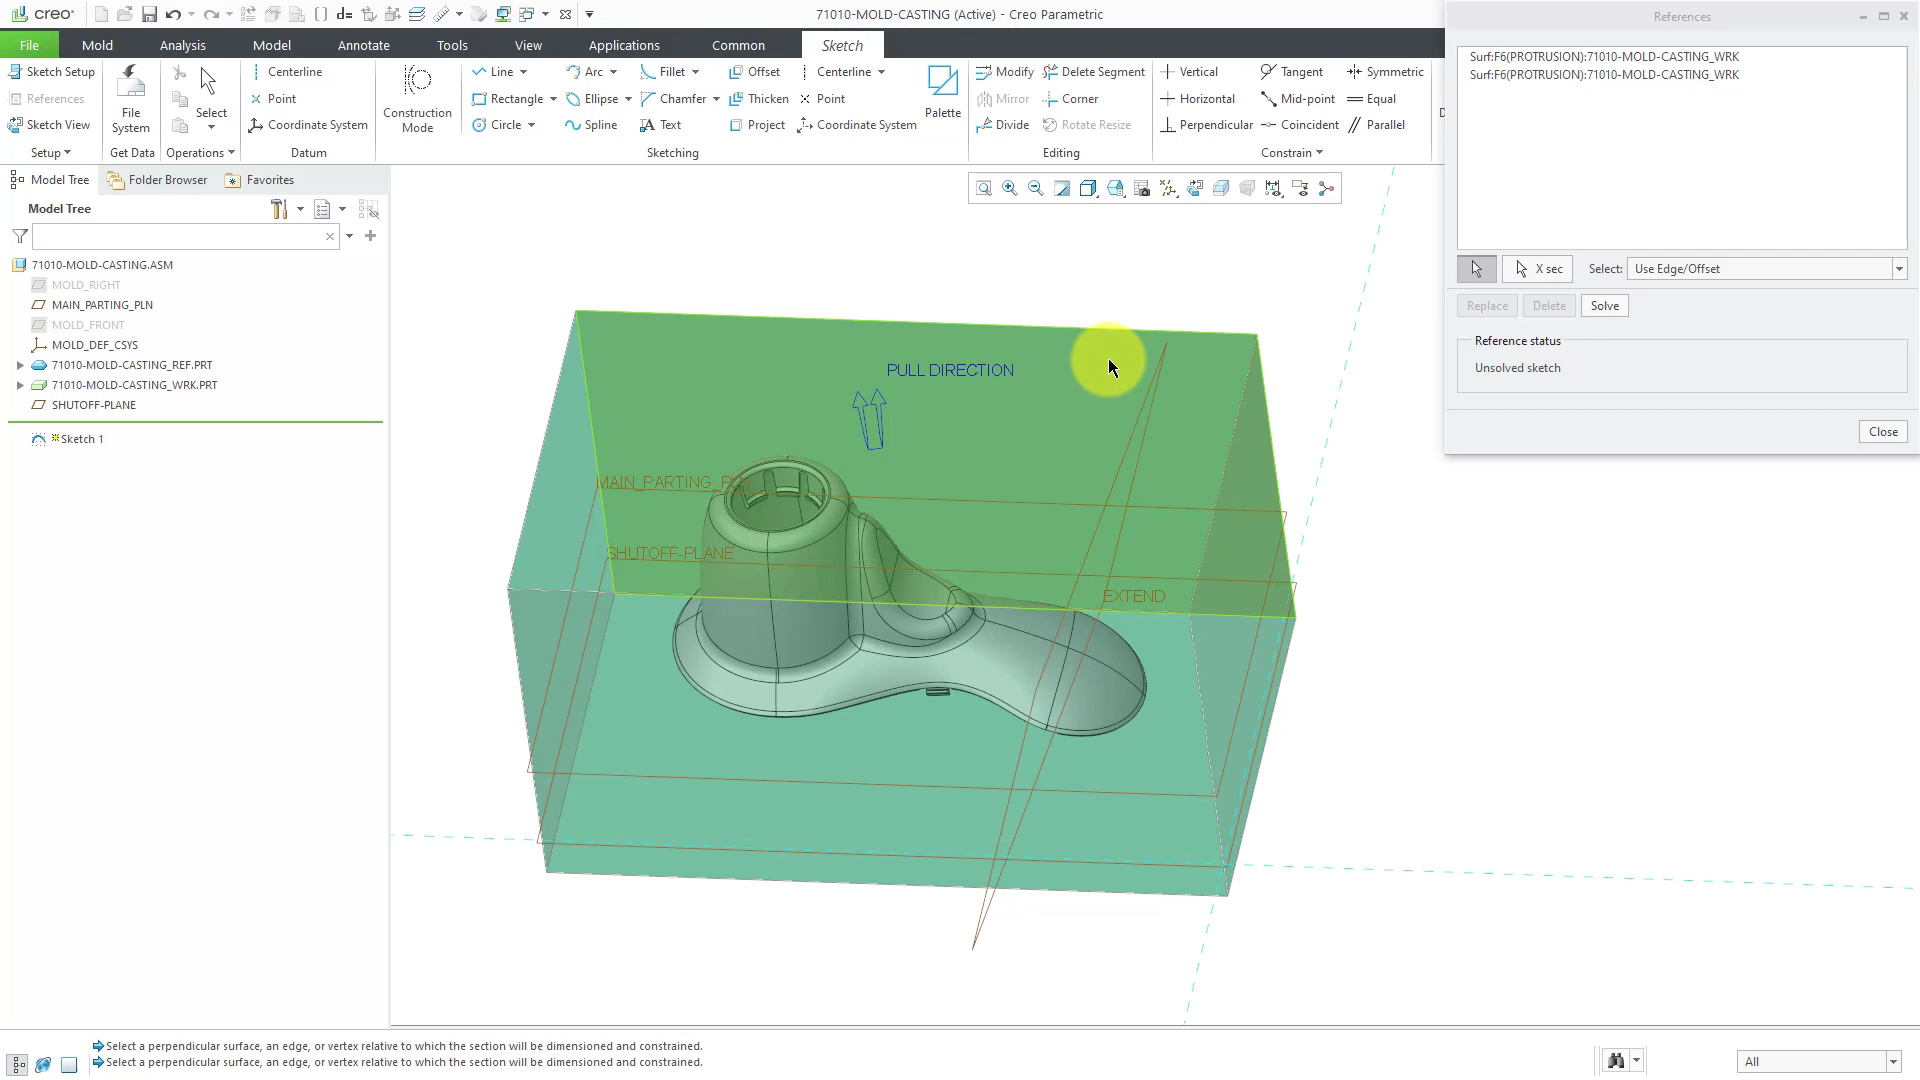 creo°
71010-MOLD-CASTING (Active) - Creo Parametric
References
File
Mold
Analysis
Model
Annotate
Tools
View
Applications
Common
Sketch
Sketch Setup
References
Sketch View
Setup
File System
Get Data
Select
Operations
Centerline
Point
Coordinate System
Datum
Construction Mode
Line
Rectangle
Circle
Arc
Ellipse
Spline
Fillet
Chamfer
Text
Offset
Thicken
Project
Centerline
Point
Coordinate System
Palette
Sketching
Modify
Mirror
Divide
Delete Segment
Corner
Rotate Resize
Editing
Vertical
Horizontal
Perpendicular
Tangent
Mid-point
Coincident
Symmetric
Equal
Parallel
Constrain
D
Surf:F6(PROTRUSION):71010-MOLD-CASTING_WRK
Surf:F6(PROTRUSION):71010-MOLD-CASTING_WRK
X sec
Select:
Use Edge/Offset
Replace
Delete
Solve
Reference status
Unsolved sketch
Close
Model Tree
Folder Browser
Favorites
Model Tree
71010-MOLD-CASTING.ASM
MOLD_RIGHT
MAIN_PARTING_PLN
MOLD_FRONT
MOLD_DEF_CSYS
71010-MOLD-CASTING_REF.PRT
71010-MOLD-CASTING_WRK.PRT
SHUTOFF-PLANE
Sketch 1
PULL DIRECTION
MAIN_PARTING_PLN
SHUTOFF-PLANE
EXTEND
Select a perpendicular surface, an edge, or vertex relative to which the section will be dimensioned and constrained.
Select a perpendicular surface, an edge, or vertex relative to which the section will be dimensioned and constrained.
All